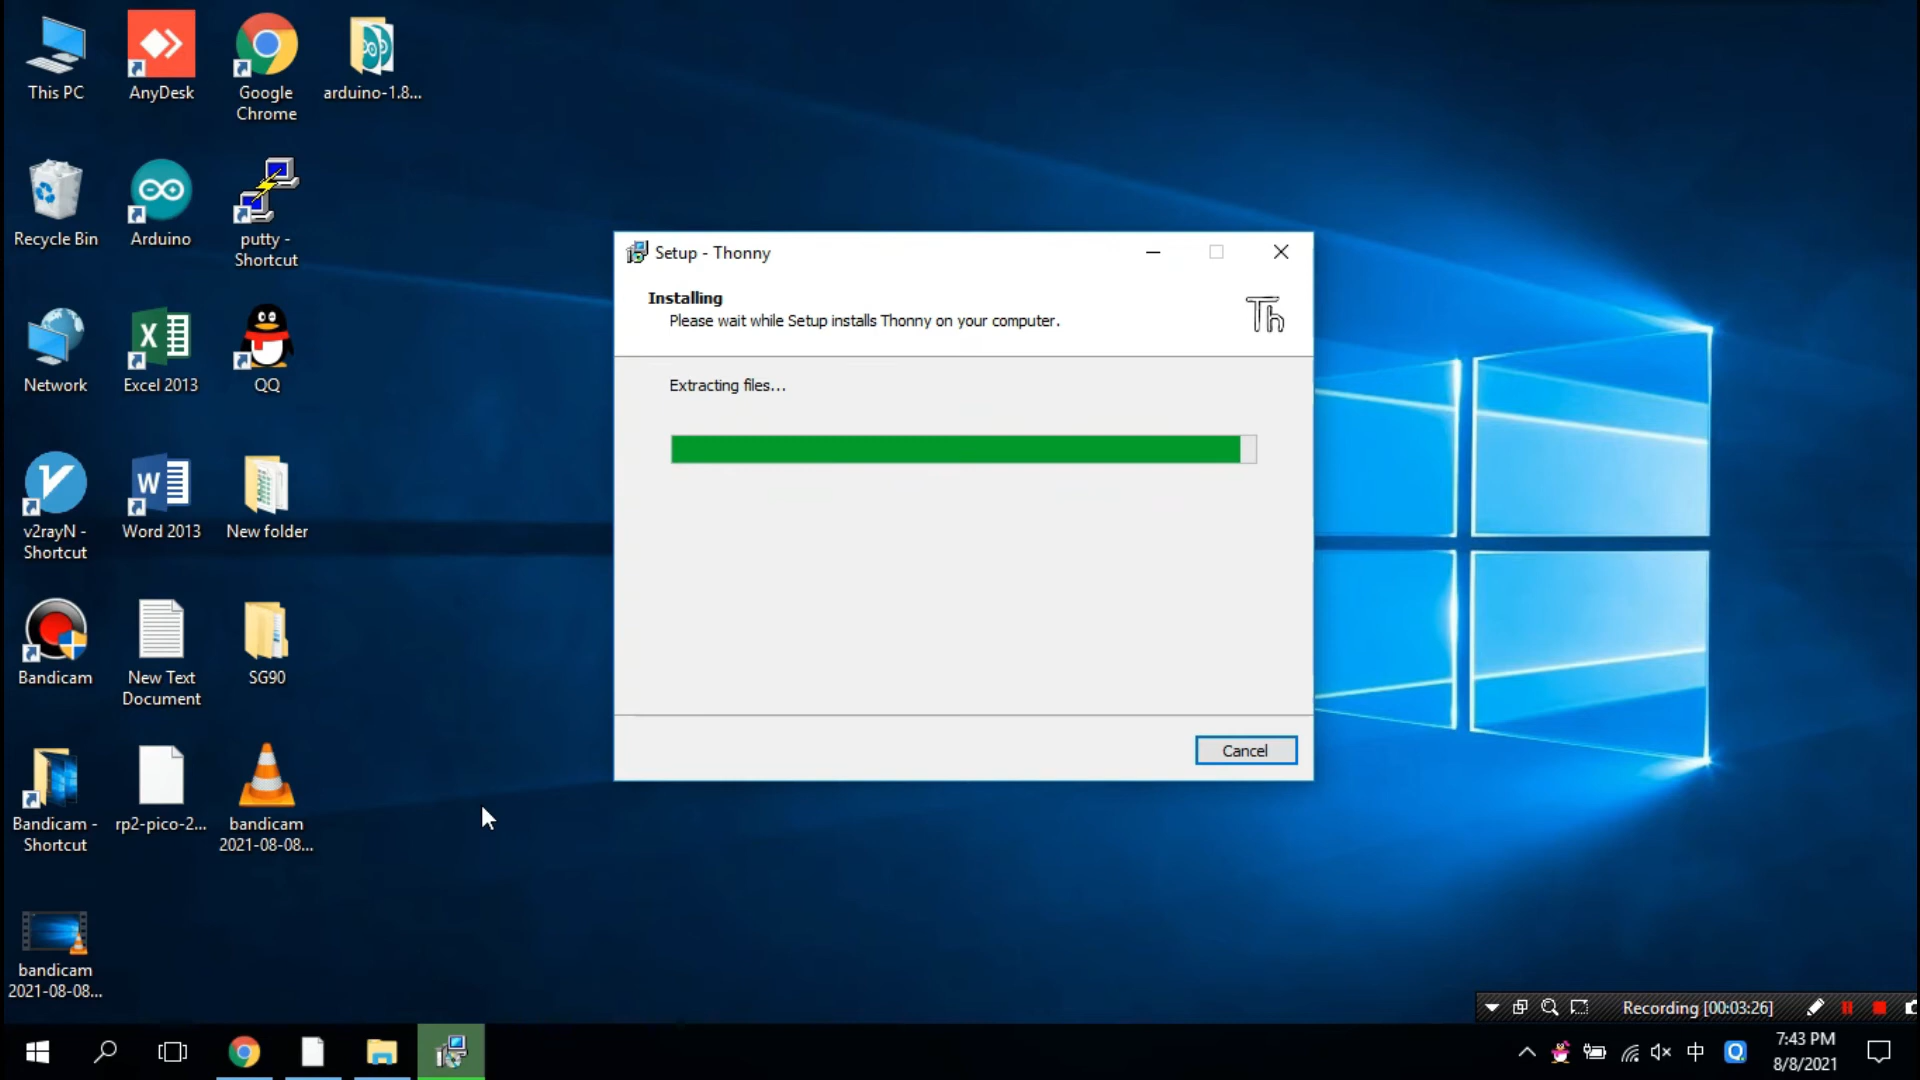 This PC
AnyDesk
Google
Chrome
arduino-1.8...
Recycle Bin
Arduino
putty -
Shortcut
Network
Excel 2013
QQ
v2rayN -
Shortcut
Word 2013
New folder
Bandicam
New Text
Document
SG90
Bandicam -
Shortcut
rp2-pico-2...
bandicam
2021-08-08...
bandicam
2021-08-08...
Setup - Thonny
Installing
Please wait while Setup installs Thonny on your computer.
Th
Extracting files...
Cancel
Recording [00:03:26]
中
7:43 PM
8/8/2021